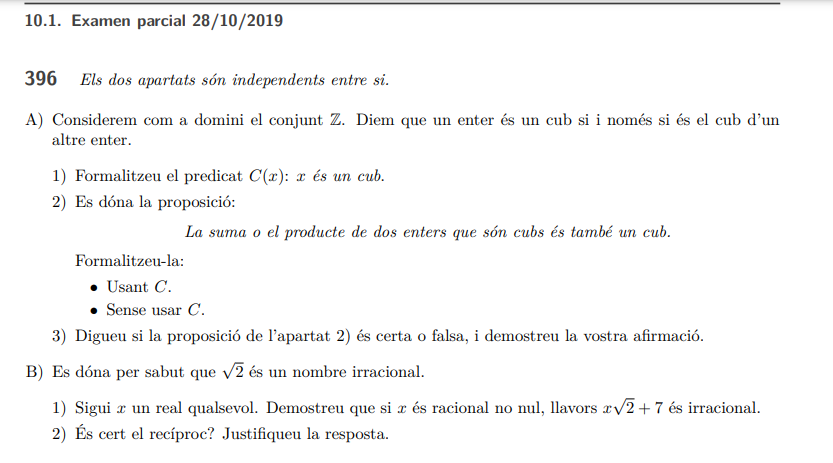 10.1. Examen parcial 28/10/2019
396 Els dos apartats són independents entre si.
A) Considerem com a domini el conjunt ℤ. Diem que un enter és un cub si i només si és el cub d'un
altre enter.
1) Formalitzeu el predicat C(x): x és un cub.
2) Es dóna la proposició:
La suma o el producte de dos enters que són cubs és també un cub.
Formalitzeu-la:
• Usant C.
• Sense usar C.
3) Digueu si la proposició de l'apartat 2) és certa o falsa, i demostreu la vostra afirmació.
B) Es dóna per sabut que √2 és un nombre irracional.
1) Sigui x un real qualsevol. Demostreu que si x és racional no nul, llavors x√2 + 7 és irracional.
2) És cert el recíproc? Justifiqueu la resposta.